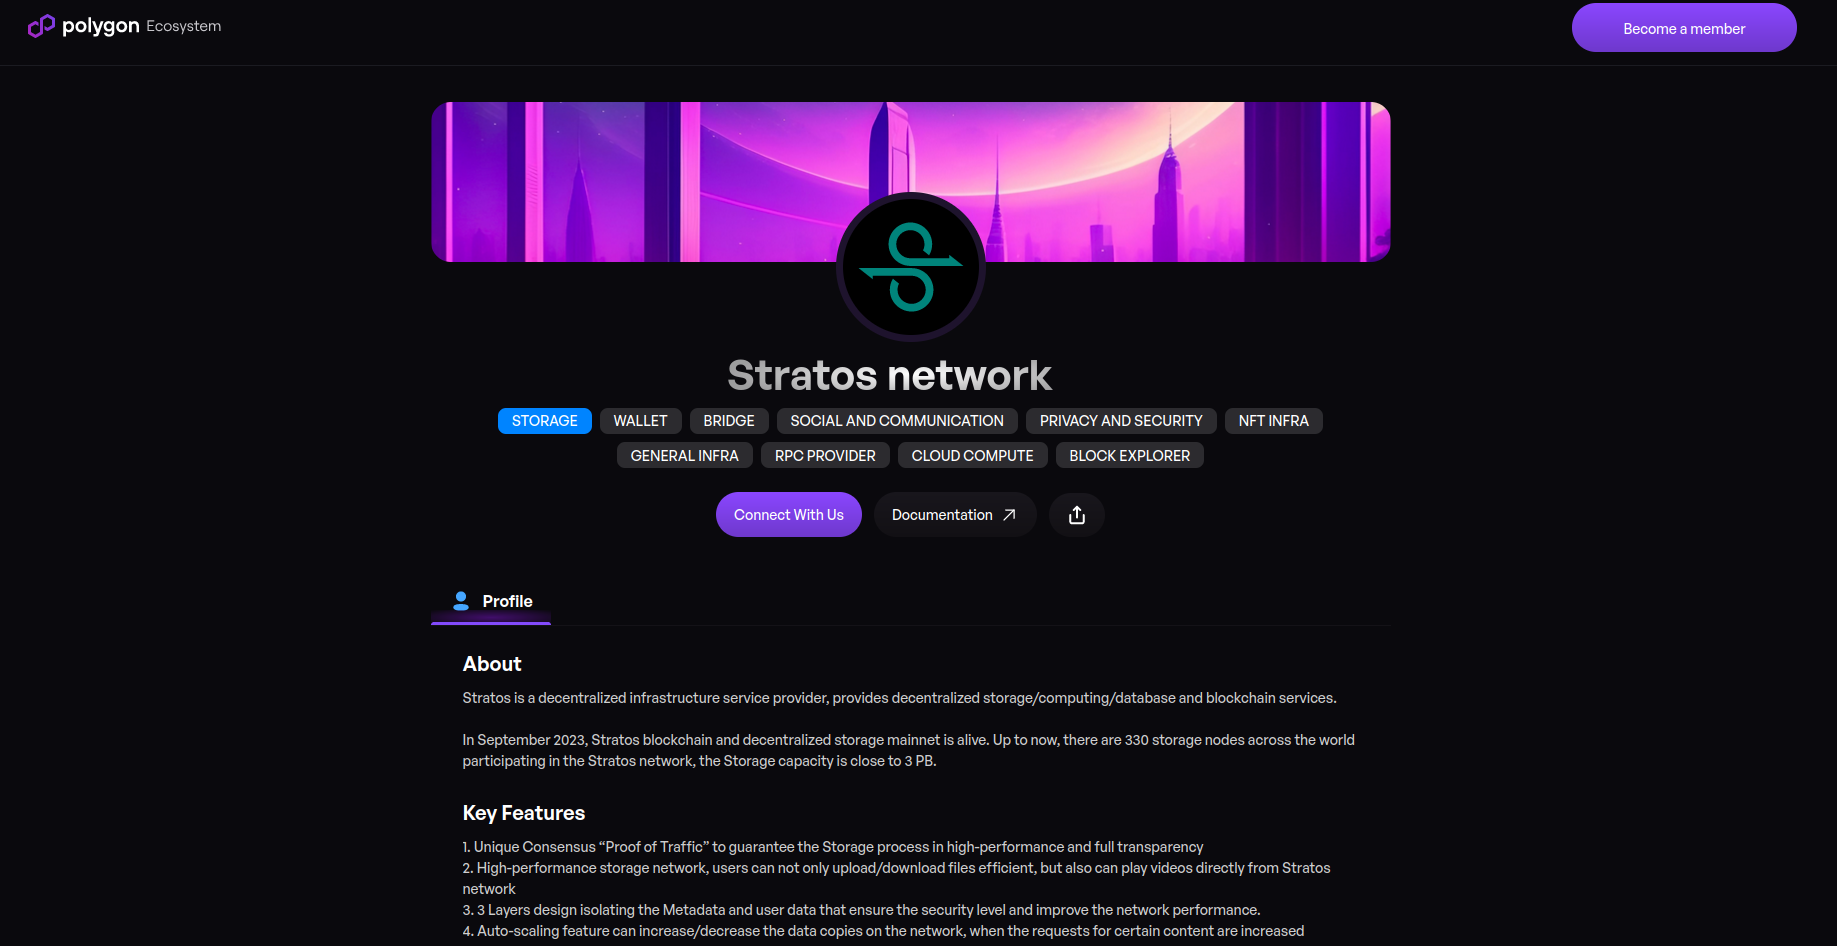 polygon Ecosystem
Become a member
Stratos network
STORAGE WALLET BRIDGE SOCIAL AND COMMUNICATION PRIVACY AND SECURITY NFT INFRA
GENERAL INFRA RPC PROVIDER CLOUD COMPUTE BLOCK EXPLORER
Connect With Us Documentation
Profile
About
Stratos is a decentralized infrastructure service provider, provides decentralized storage/computing/database and blockchain services.
In September 2023, Stratos blockchain and decentralized storage mainnet is alive. Up to now, there are 330 storage nodes across the world
participating in the Stratos network, the Storage capacity is close to 3 PB.
Key Features
1. Unique Consensus “Proof of Traffic” to guarantee the Storage process in high-performance and full transparency
2. High-performance storage network, users can not only upload/download files efficient, but also can play videos directly from Stratos
network
3. 3 Layers design isolating the Metadata and user data that ensure the security level and improve the network performance.
4. Auto-scaling feature can increase/decrease the data copies on the network, when the requests for certain content are increased